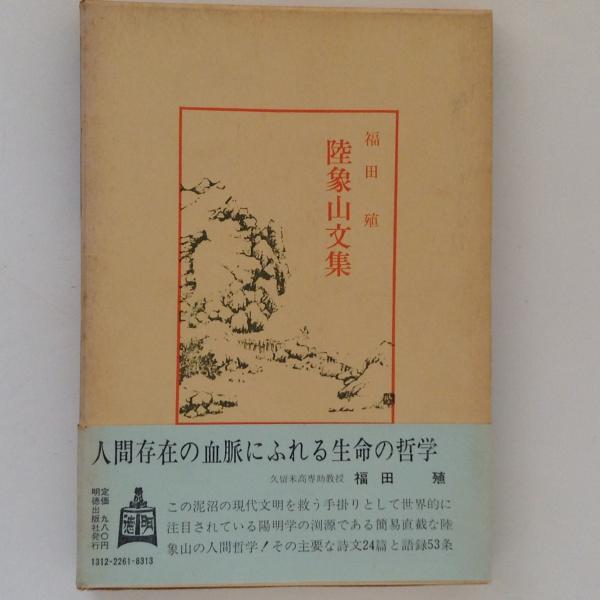 福田殖
陸象山文集
人間存在の血脈にふれる生命の哲学
久留米高専助教授 福田 殖
この泥沼の現代文明を救う手掛りとして世界的に
注目されている陽明学の渕源である簡易直截な陸
象山の人間哲学!その主要な詩文24篇と語録53条
定価 九八〇円
明徳出版社発行
明徳
1312-2261-8313